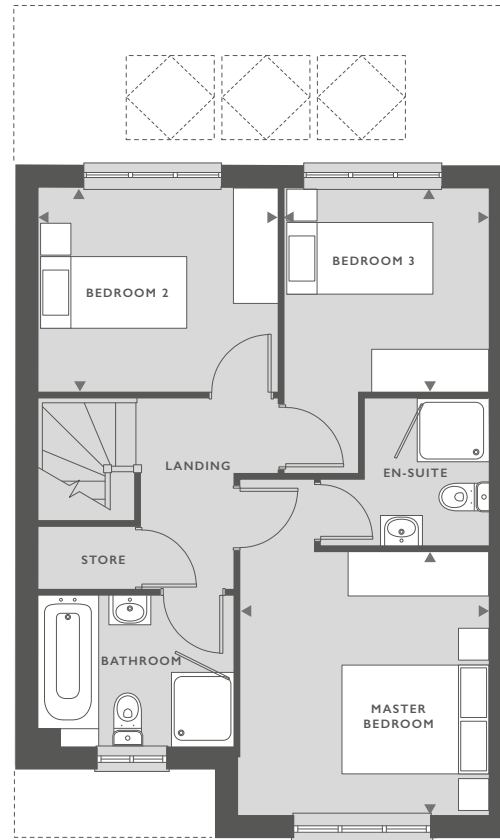 BEDROOM 2
BEDROOM 3
LANDING
EN-SUITE
STORE
BATHROOM
MASTER
BEDROOM